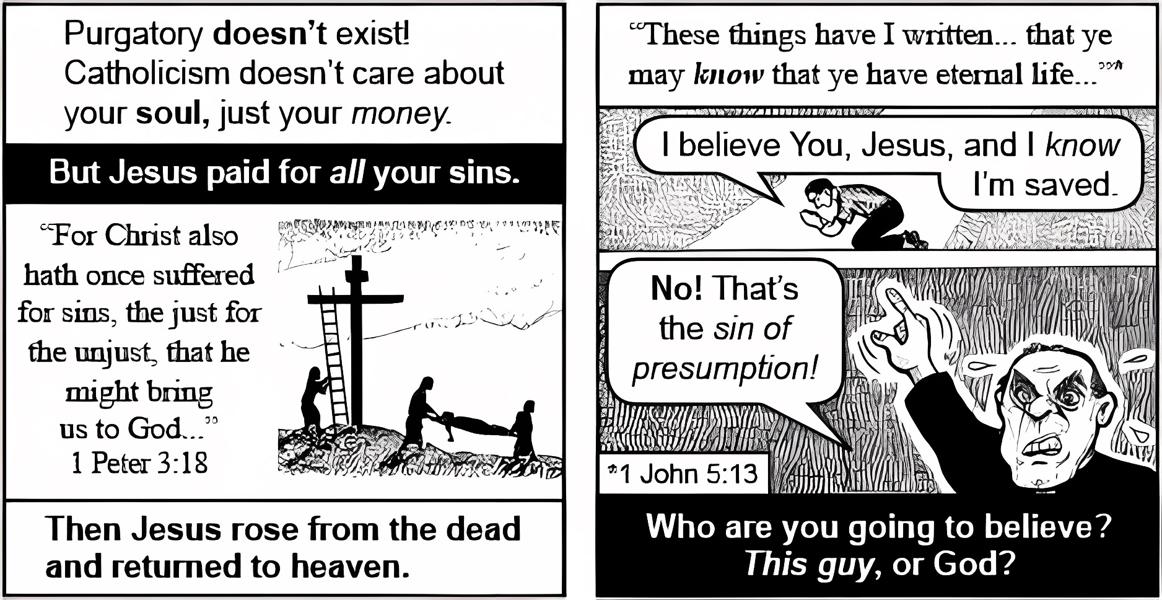 Purgatory doesn't exist!
Catholicism doesn't care about
your soul, just your money.
But Jesus paid for all your sins.
“For Christ also
hath once suffered
for sins, the just for
the unjust, that he
might bring
us to God...”
1 Peter 3:18
Then Jesus rose from the dead
and returned to heaven.
“These things have I written... that ye
may know that ye have eternal life...”*
I believe You, Jesus, and I know
I'm saved.
No! That's
the sin of
presumption!
*1 John 5:13
Who are you going to believe?
This guy, or God?